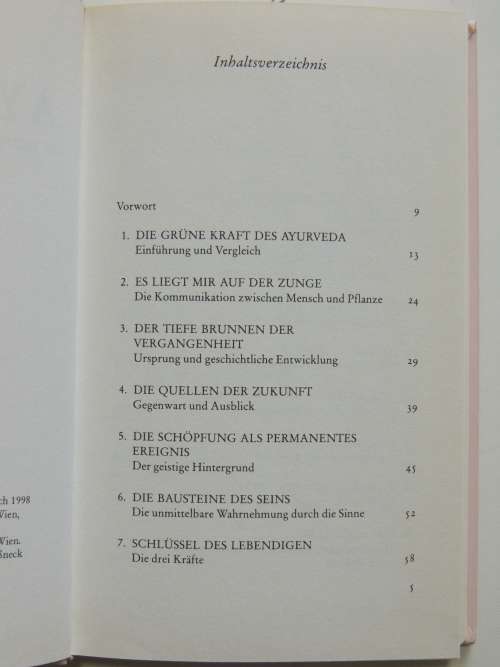 Inhaltsverzeichnis
Vorwort 9
1. DIE GRÜNE KRAFT DES AYURVEDA
Einführung und Vergleich 13
2. ES LIEGT MIR AUF DER ZUNGE
Die Kommunikation zwischen Mensch und Pflanze 24
3. DER TIEFE BRUNNEN DER
VERGANGENHEIT
Ursprung und geschichtliche Entwicklung 29
4. DIE QUELLEN DER ZUKUNFT
Gegenwart und Ausblick 39
5. DIE SCHÖPFUNG ALS PERMANENTES
EREIGNIS
Der geistige Hintergrund 45
6. DIE BAUSTEINE DES SEINS
Die unmittelbare Wahrnehmung durch die Sinne 52
7. SCHLÜSSEL DES LEBENDIGEN
Die drei Kräfte 58
5
ch 1998
Wien,
Wien.
ßneck